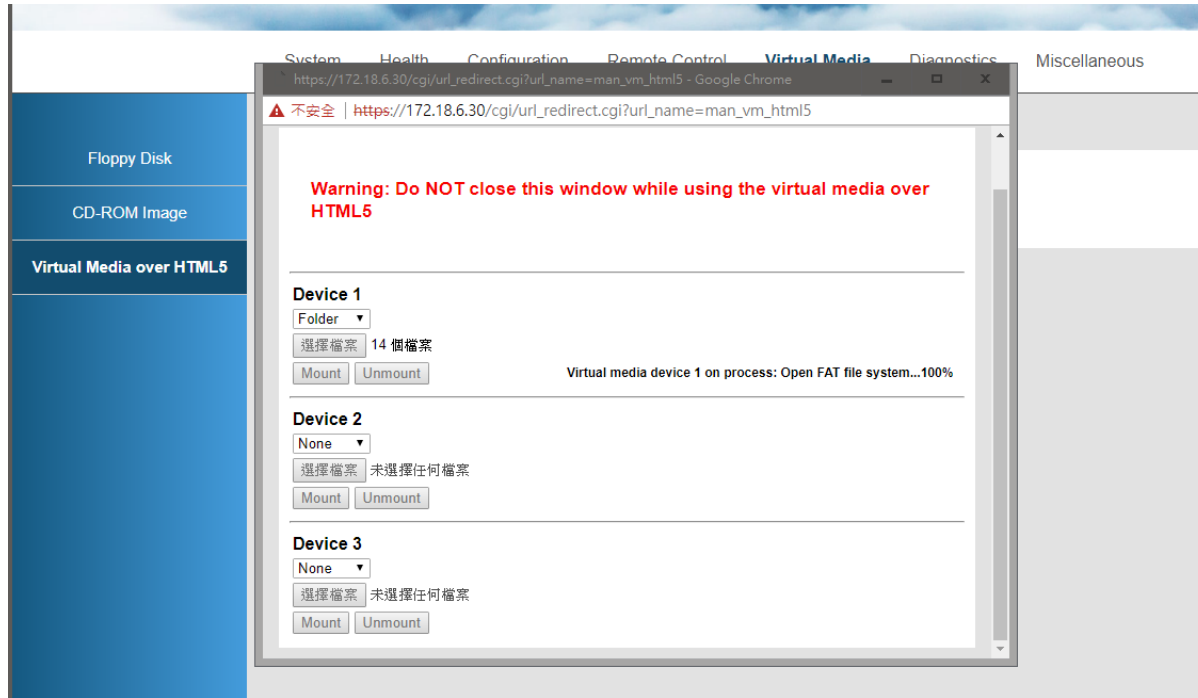 System Health Configuration Remote Control Virtual Media Diagnostics Miscellaneous
https://172.18.6.30/cgi/url_redirect.cgi?url_name=man_vm_html5 - Google Chrome
不安全 | https://172.18.6.30/cgi/url_redirect.cgi?url_name=man_vm_html5
Floppy Disk
CD-ROM Image
Virtual Media over HTML5
Warning: Do NOT close this window while using the virtual media over
HTML5
Device 1
Folder
選擇檔案 14 個檔案
Mount Unmount Virtual media device 1 on process: Open FAT file system...100%
Device 2
None
選擇檔案 未選擇任何檔案
Mount Unmount
Device 3
None
選擇檔案 未選擇任何檔案
Mount Unmount